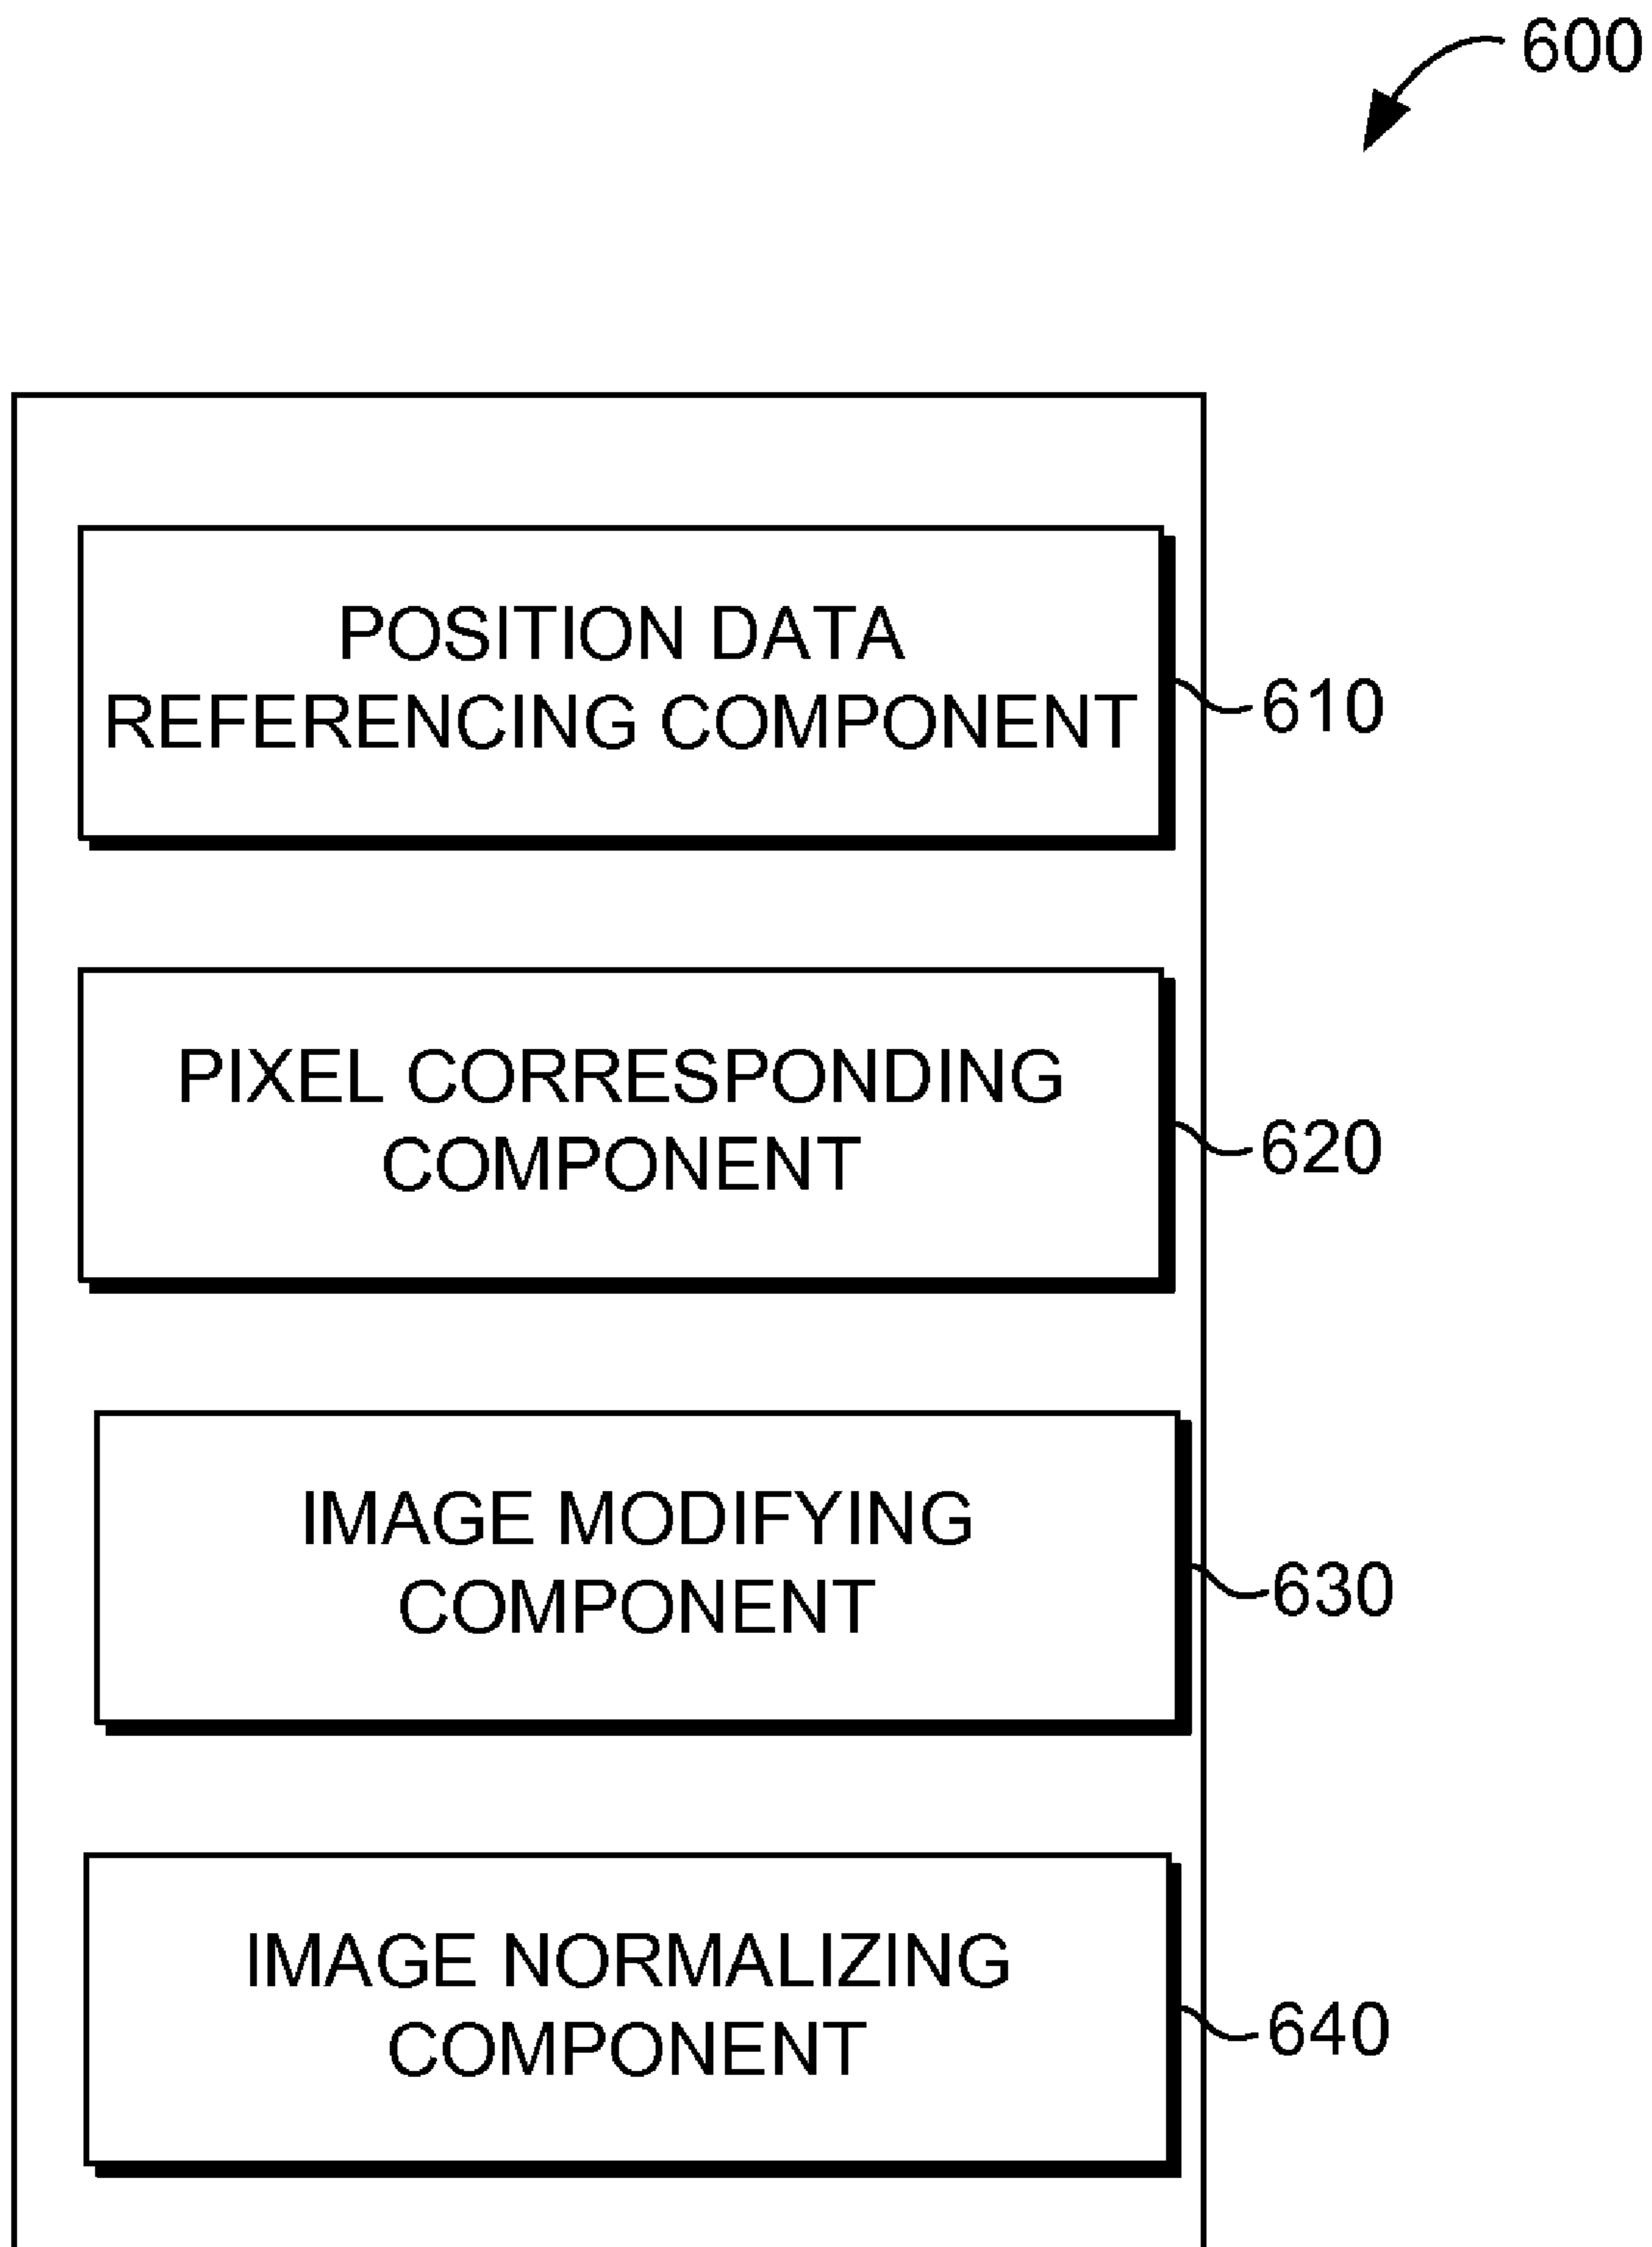 600
POSITION DATA
REFERENCING COMPONENT
610
PIXEL CORRESPONDING
COMPONENT
620
IMAGE MODIFYING
COMPONENT
630
IMAGE NORMALIZING
COMPONENT
640